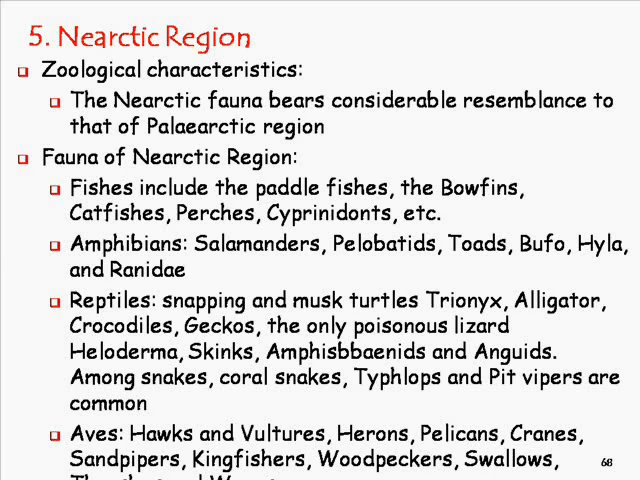 5. Nearctic Region
Zoological characteristics:
The Nearctic fauna bears considerable resemblance to
that of Palaearctic region
Fauna of Nearctic Region:
Fishes include the paddle fishes, the Bowfins,
Catfishes, Perches, Cyprinidonts, etc.
Amphibians: Salamanders, Pelobatids, Toads, Bufo, Hyla,
and Ranidae
Reptiles: snapping and musk turtles Trionyx, Alligator,
Crocodiles, Geckos, the only poisonous lizard
Heloderma, Skinks, Amphisbbaenids and Anguids.
Among snakes, coral snakes, Typhlops and Pit vipers are
common
Aves: Hawks and Vultures, Herons, Pelicans, Cranes,
Sandpipers, Kingfishers, Woodpeckers, Swallows,
68